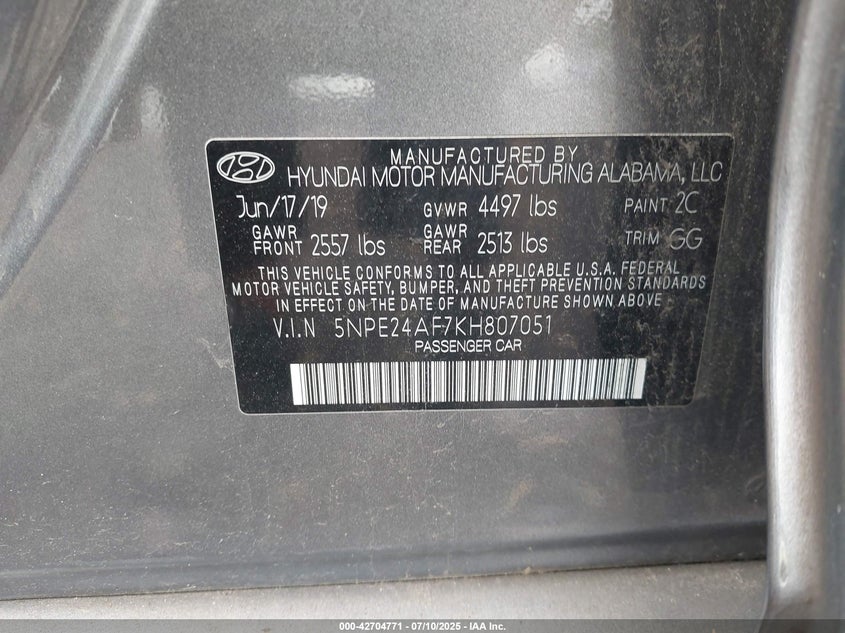 MANUFACTURED BY
HYUNDAI MOTOR MANUFACTURING ALABAMA, LLC
Jun/17/19 GVWR 4497 lbs PAINT 2C
GAWR FRONT 2557 lbs GAWR REAR 2513 lbs TRIM GG
THIS VEHICLE CONFORMS TO ALL APPLICABLE U.S.A. FEDERAL
MOTOR VEHICLE SAFETY, BUMPER, AND THEFT PREVENTION STANDARDS
IN EFFECT ON THE DATE OF MANUFACTURE SHOWN ABOVE.
V.I.N 5NPE24AF7KH807051
PASSENGER CAR
000-42704771 | 07/10/2025 - IAA Inc.